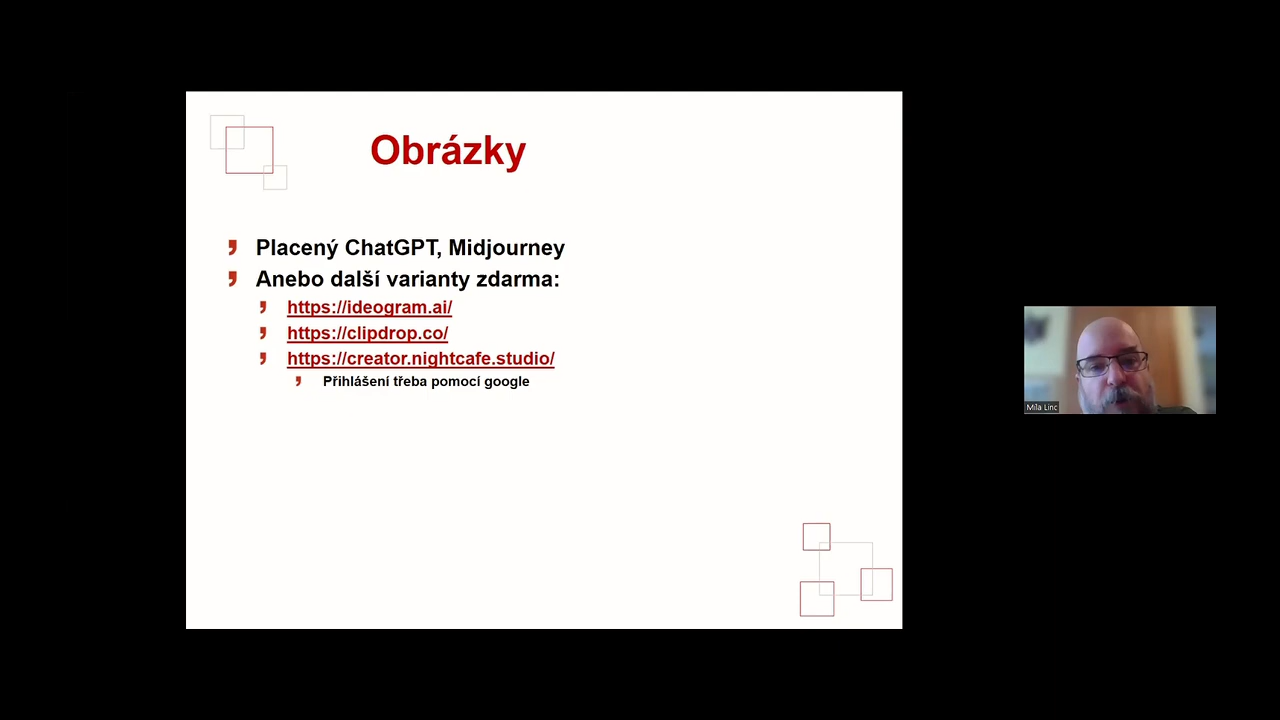 Obrázky
Placený ChatGPT, Midjourney
Anebo další varianty zdarma:
https://ideogram.ai/
https://clipdrop.co/
https://creator.nightcafe.studio/
Přihlášení třeba pomocí google
Míla Linc